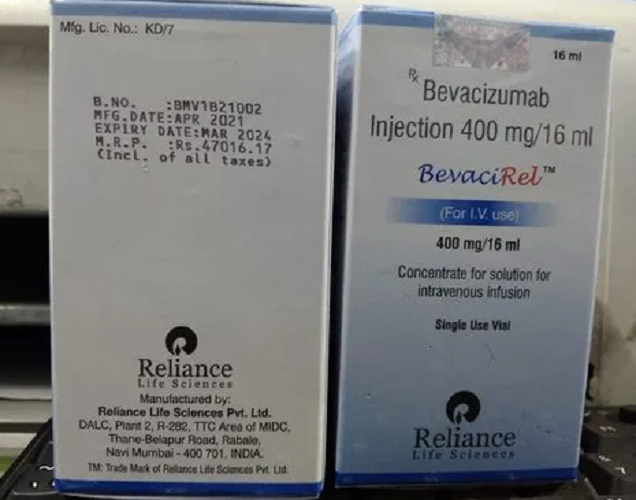 Mfg. Lic. No.: KD/7
B.NO. :BMV1B21002
MFG.DATE:APR 2021
EXPIRY DATE:MAR 2024
M.R.P. :Rs.47016.17
(Incl. of all taxes)
Reliance
Life Sciences
Manufactured by:
Reliance Life Sciences Pvt. Ltd.
DALC, Plant 2, R-282, TTC Area of MIDC,
Thane-Belapur Road, Rabale,
Navi Mumbai - 400 701, INDIA.
TM: Trade Mark of Reliance Life Sciences Pvt. Ltd.
16 ml
Rx Bevacizumab
Injection 400 mg/16 ml
BevaciRel™
(For I.V. use)
400 mg/16 ml
Concentrate for solution for
intravenous infusion
Single Use Vial
Reliance
Life Sciences